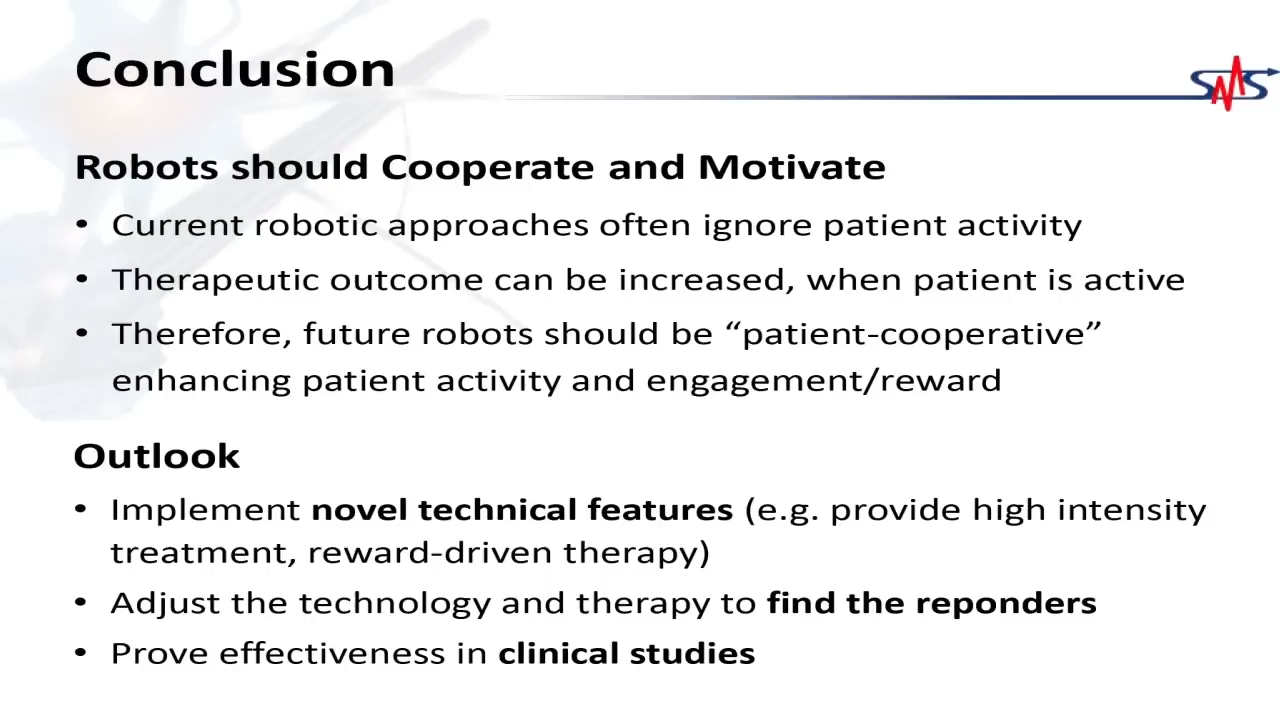 Conclusion
SMS
Robots should Cooperate and Motivate
• Current robotic approaches often ignore patient activity
• Therapeutic outcome can be increased, when patient is active
• Therefore, future robots should be “patient-cooperative”
enhancing patient activity and engagement/reward
Outlook
• Implement novel technical features (e.g. provide high intensity
treatment, reward-driven therapy)
• Adjust the technology and therapy to find the reponders
• Prove effectiveness in clinical studies